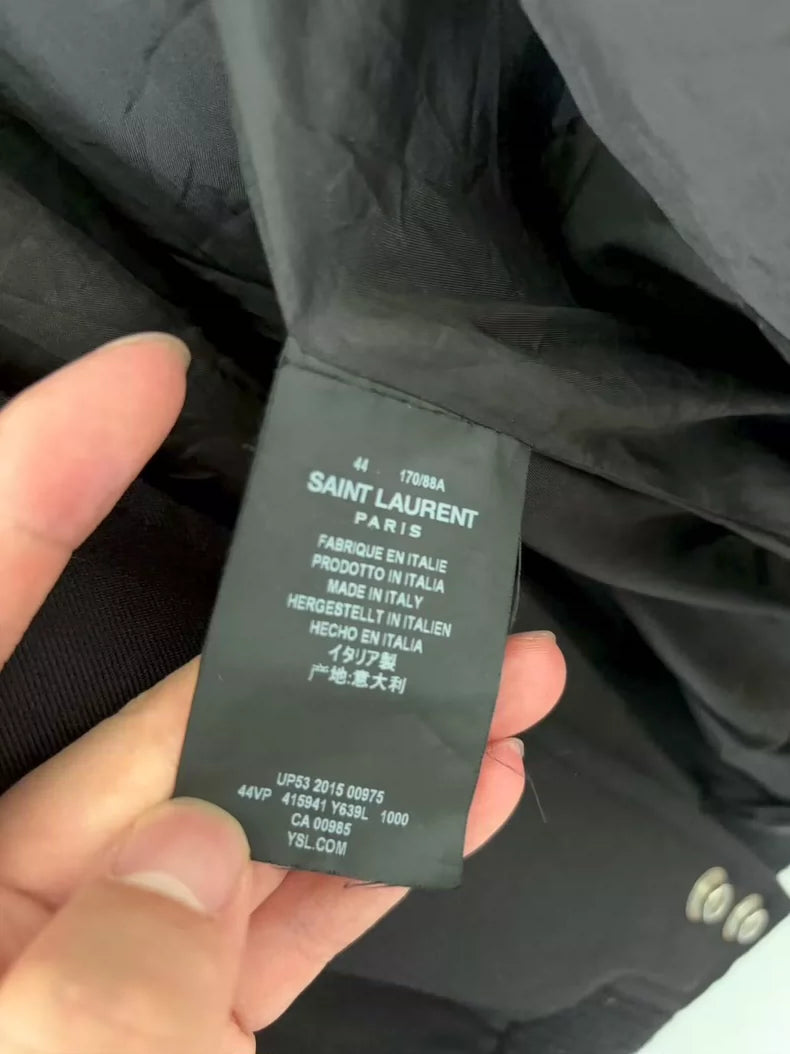 44 170/88A
SAINT LAURENT
PARIS
FABRIQUE EN ITALIE
PRODOTTO IN ITALIA
MADE IN ITALY
HERGESTELLT IN ITALIEN
HECHO EN ITALIA
イタリア製
产地:意大利
UP53 2015 00975
44VP 415941 Y639L 1000
CA 00985
YSL.COM